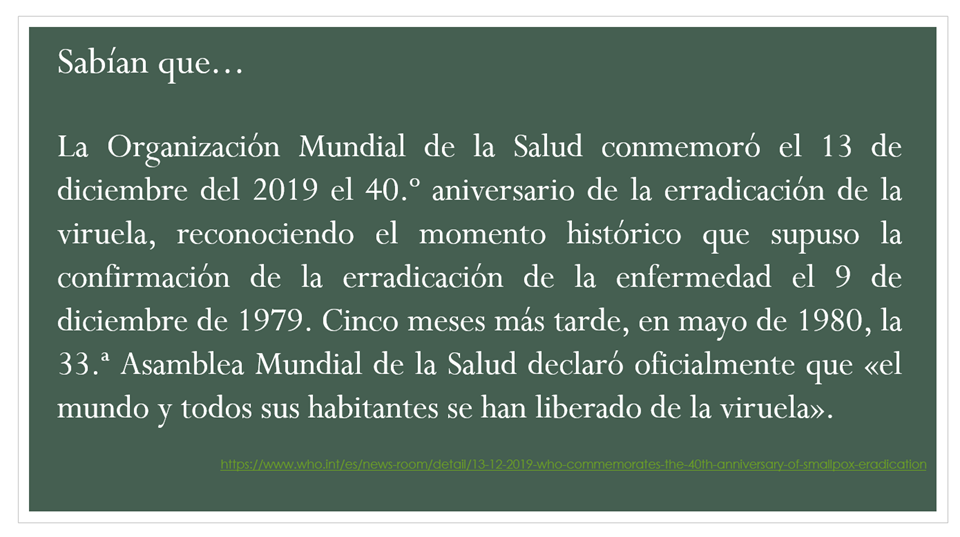 Sabían que…
La Organización Mundial de la Salud conmemoró el 13 de
diciembre del 2019 el 40.º aniversario de la erradicación de la
viruela, reconociendo el momento histórico que supuso la
confirmación de la erradicación de la enfermedad el 9 de
diciembre de 1979. Cinco meses más tarde, en mayo de 1980, la
33.ª Asamblea Mundial de la Salud declaró oficialmente que «el
mundo y todos sus habitantes se han liberado de la viruela».
https://www.who.int/es/news-room/detail/13-12-2019-who-commemorates-the-40th-anniversary-of-smallpox-eradication